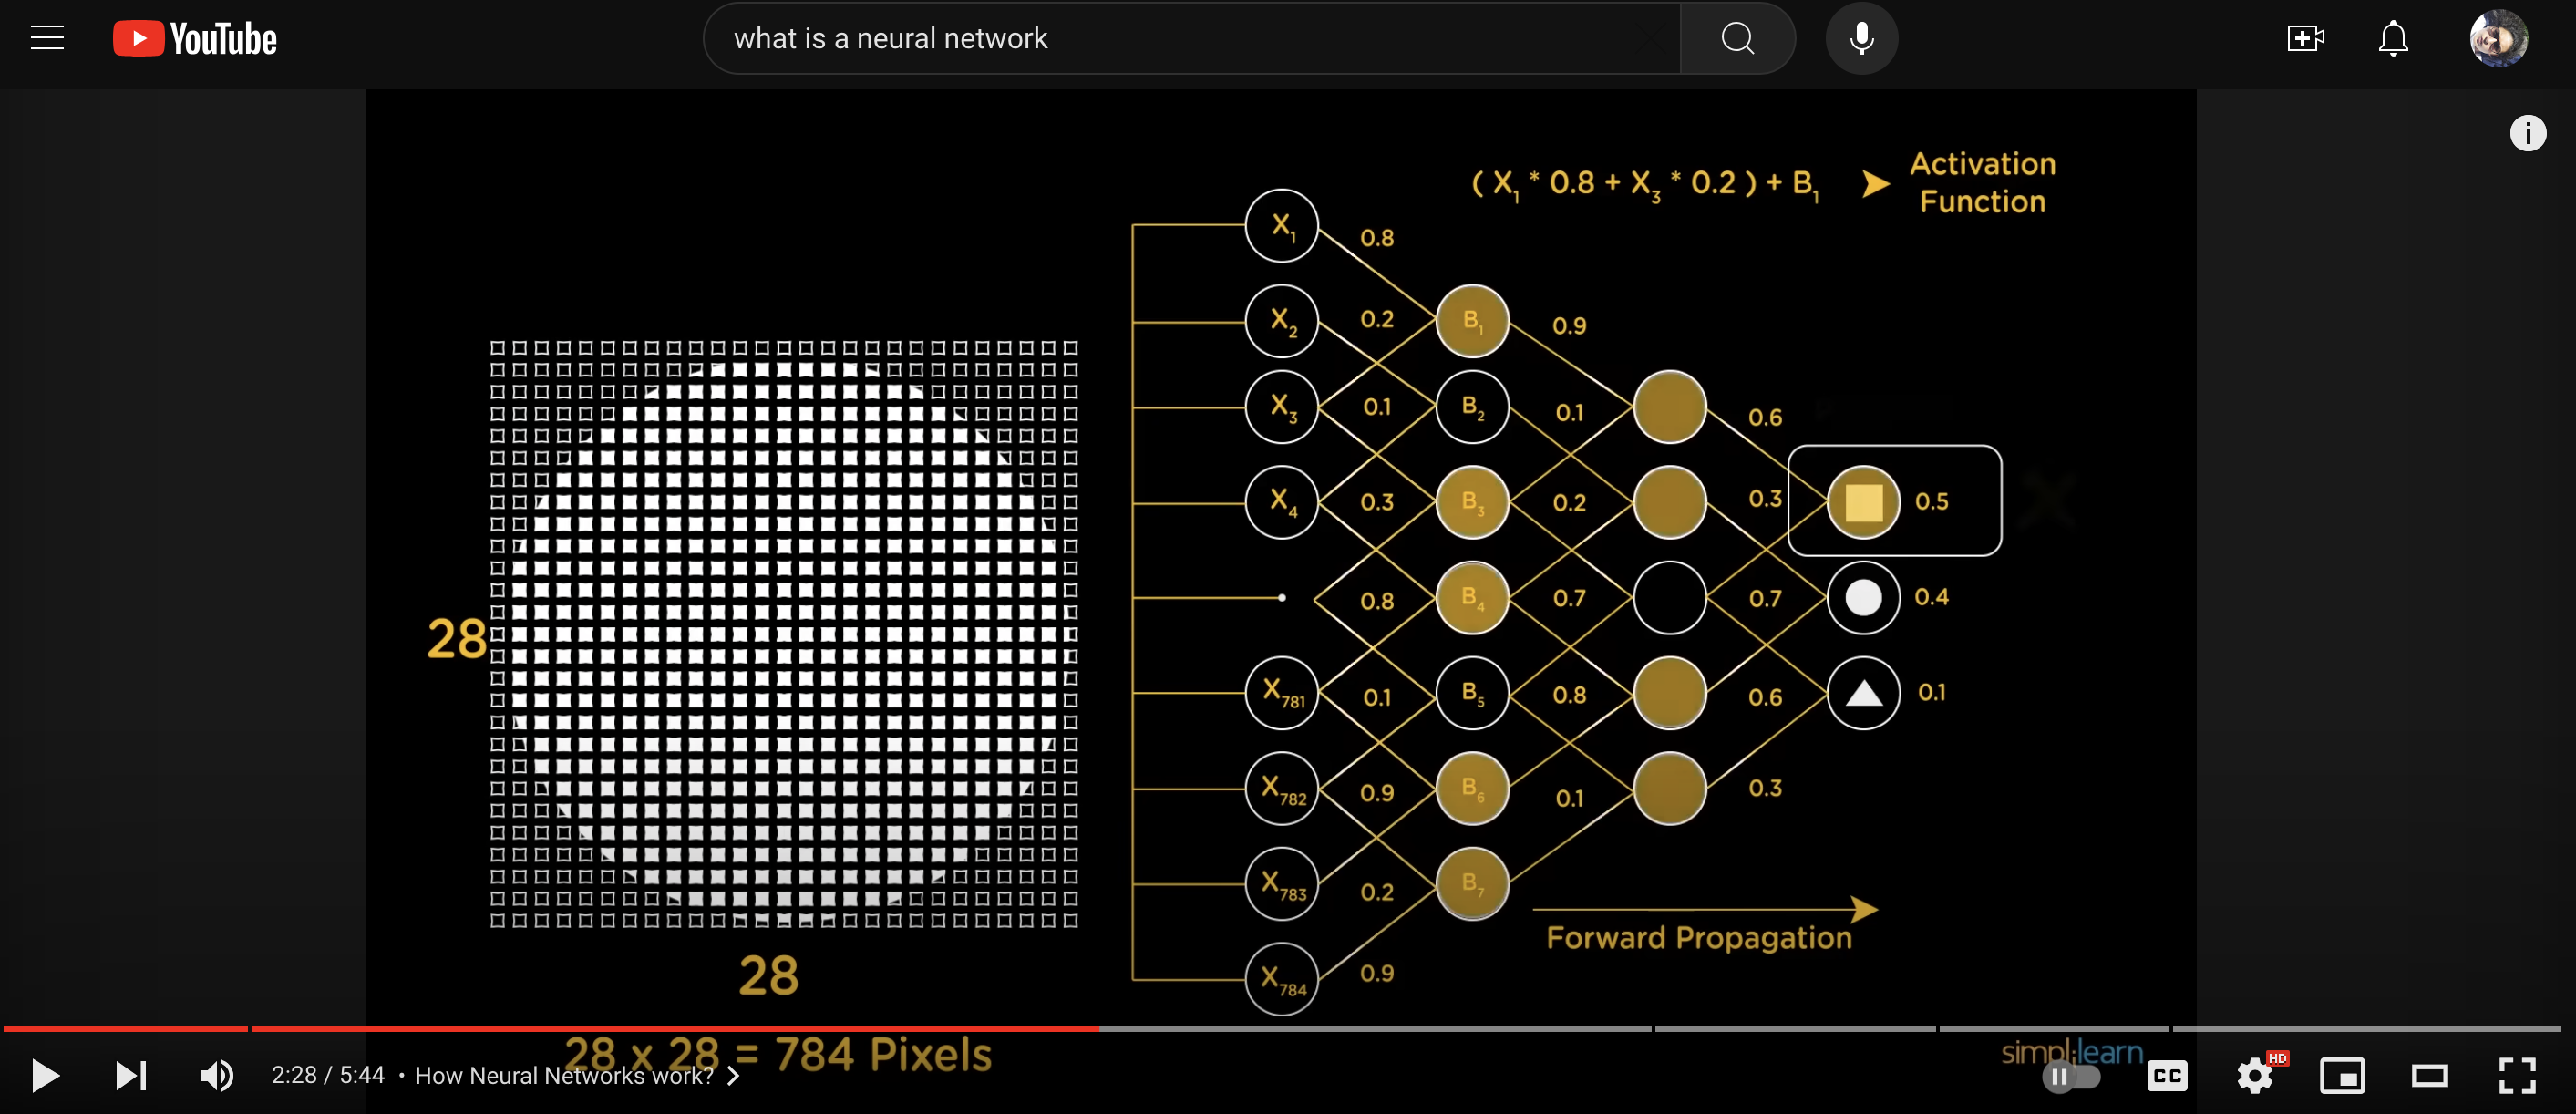 YouTube
what is a neural network
( X₁ * 0.8 + X₃ * 0.2 ) + B₁
Activation
Function
X₁
X₂
X₃
X₄
X₇₈₁
X₇₈₂
X₇₈₃
X₇₈₄
0.8
0.2
0.1
0.3
0.8
0.1
0.9
0.2
0.9
B₁
B₂
B₃
B₄
B₅
B₆
B₇
0.9
0.1
0.2
0.7
0.8
0.1
0.6
0.3
0.7
0.6
0.3
0.5
0.4
0.1
28
28
28 x 28 = 784 Pixels
Forward Propagation
simplilearn
2:28 / 5:44 • How Neural Networks work?
CC
HD